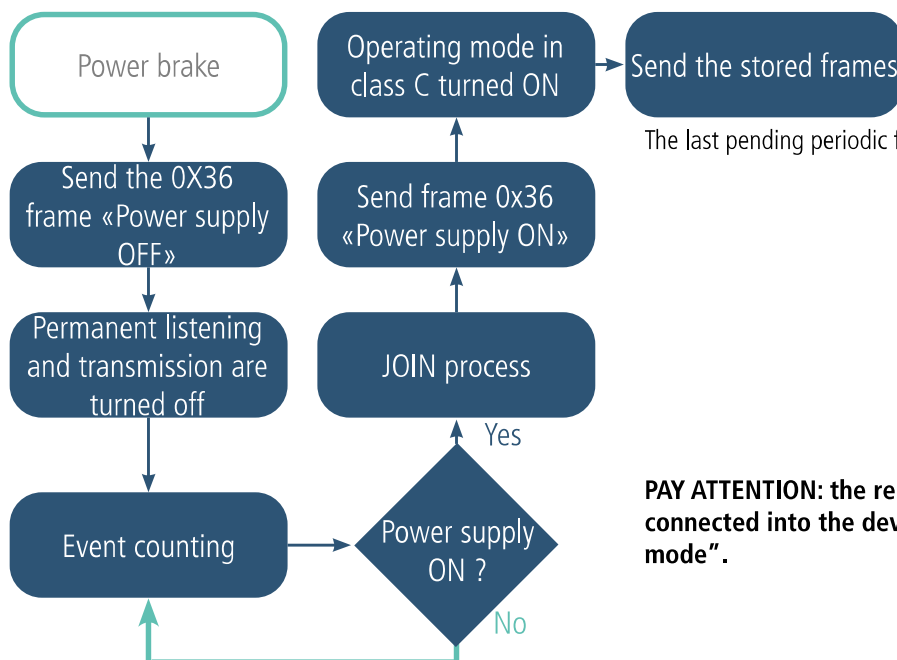 Power brake
Send the 0X36
frame «Power supply
OFF»
Permanent listening
and transmission are
turned off
Event counting
Power supply
ON ?
Yes
No
JOIN process
Send frame 0x36
«Power supply ON»
Operating mode in
class C turned ON
Send the stored frames
The last pending periodic
PAY ATTENTION: the
connected into the
mode”.